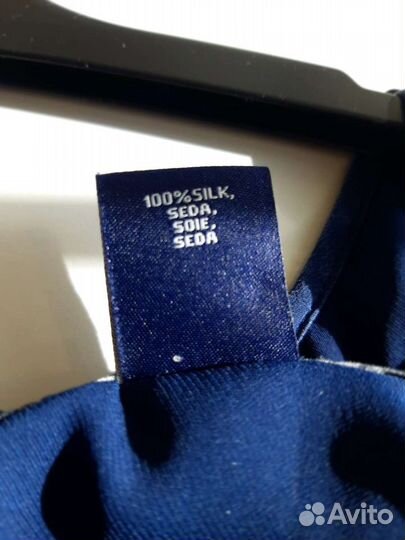 100%SILK,
SEDA,
SOIE,
SEDA
Avito